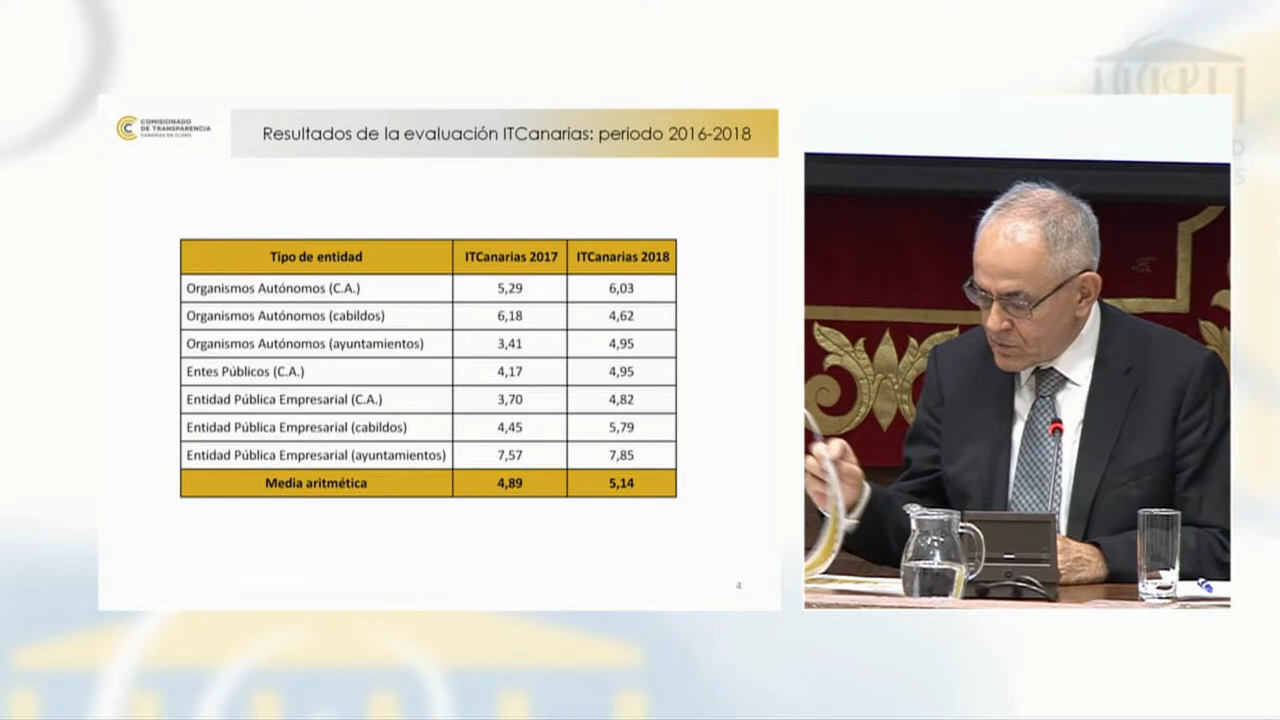 COMISIONADO
DE TRANSPARENCIA
CANARIAS EN CLARO
Resultados de la evaluación ITCanarias: periodo 2016-2018
Tipo de entidad ITCanarias 2017 ITCanarias 2018
Organismos Autónomos (C.A.) 5,29 6,03
Organismos Autónomos (cabildos) 6,18 4,62
Organismos Autónomos (ayuntamientos) 3,41 4,95
Entes Públicos (C.A.) 4,17 4,95
Entidad Pública Empresarial (C.A.) 3,70 4,82
Entidad Pública Empresarial (cabildos) 4,45 5,79
Entidad Pública Empresarial (ayuntamientos) 7,57 7,85
Media aritmética 4,89 5,14
4